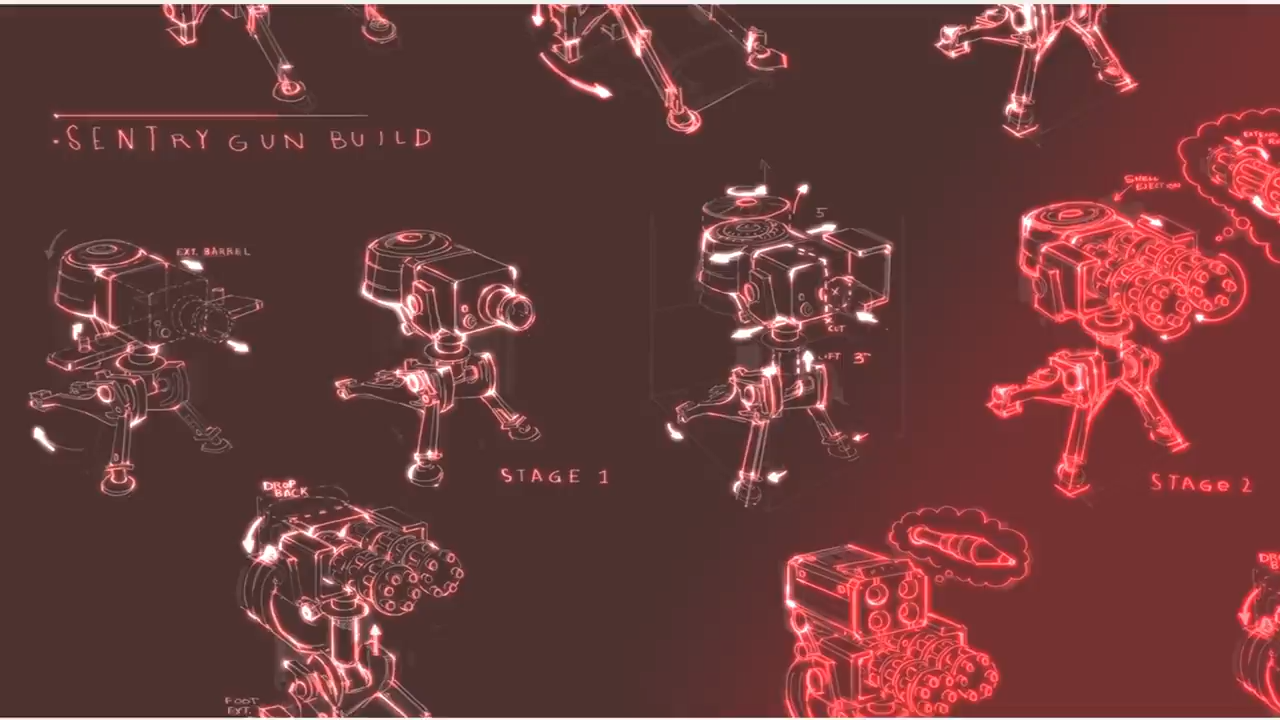 SENTRY GUN BUILD
SHELL
EJECTION
5
EXT. BARREL
CUT
LIFT 3"
STAGE 1
STAGE 2
DROP
BACK
FOOT
EXT.